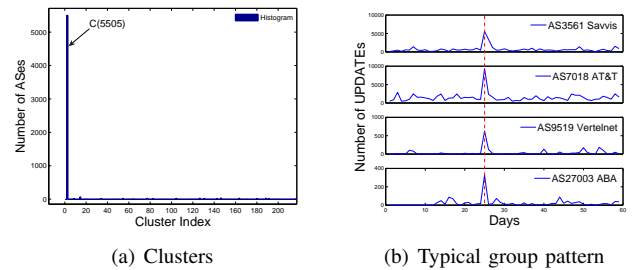 Number of ASes
5000
4000
3000
2000
1000
0
C(5505)
Histogram
1 20 40 60 80 100 120 140 160 180 200
Cluster Index
(a) Clusters
Number of UPDATEs
10000
5000
0
AS3561 Savvis
10000
5000
0
AS7018 AT&T
1000
500
0
AS9519 Vertelnet
400
200
0
AS27003 ABA
0 10 20 30 40 50 60
Days
(b) Typical group pattern